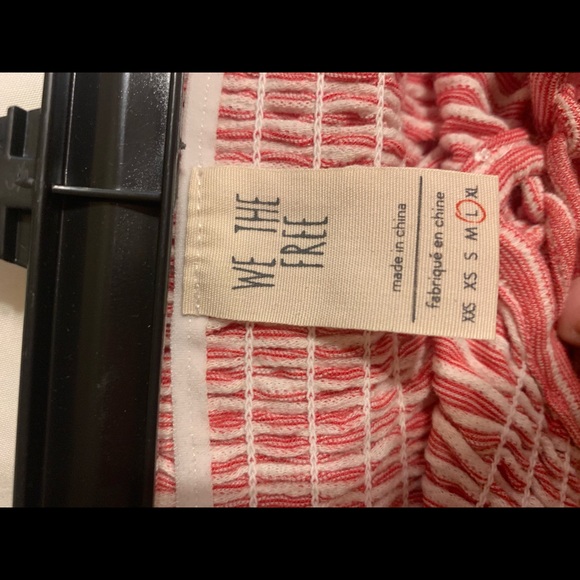 WE THE
FREE
made in china
fabriqué en chine
XXS XS S M L XL